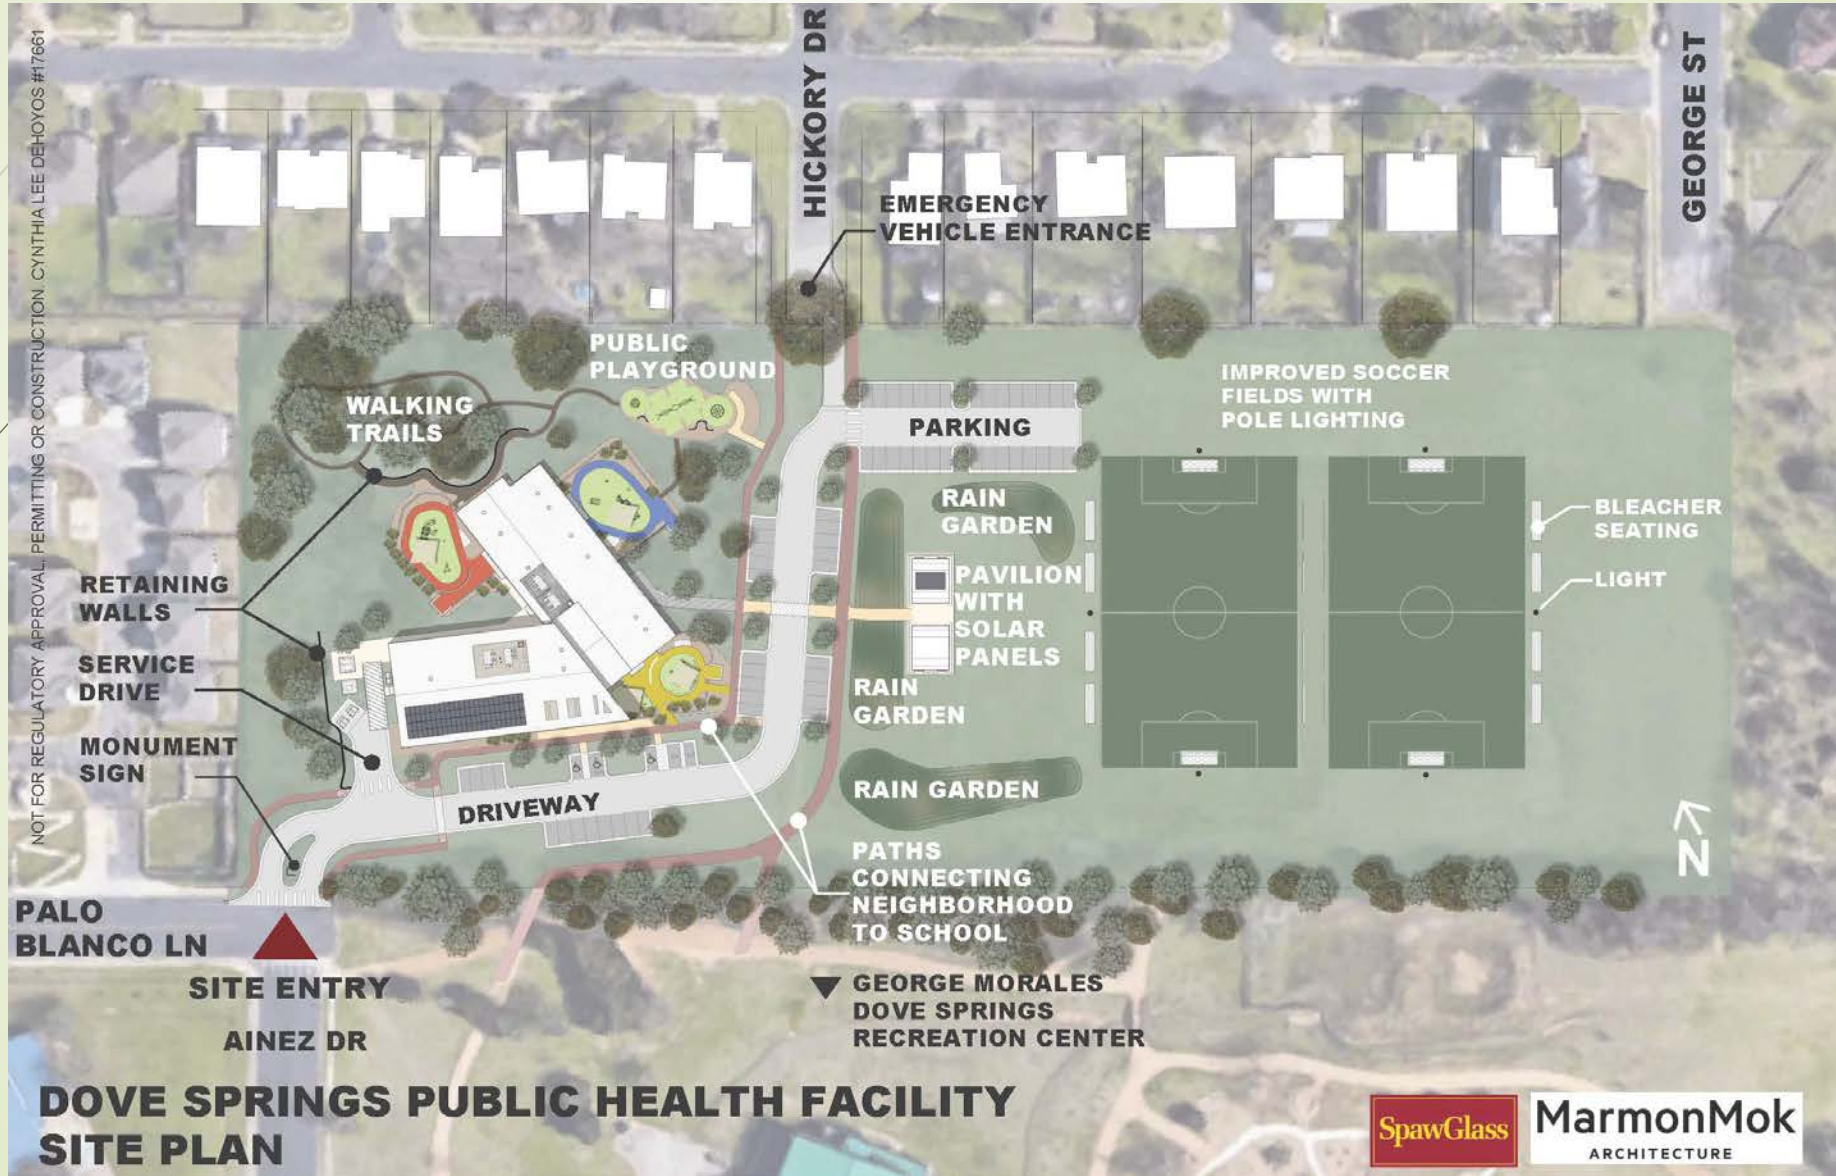 NOT FOR REGULATORY APPROVAL, PERMITTING OR CONSTRUCTION. CYNTHIA LEE DEHOYOS #17661
HICKORY DR
GEORGE ST
EMERGENCY
VEHICLE ENTRANCE
PUBLIC
PLAYGROUND
WALKING
TRAILS
PARKING
IMPROVED SOCCER
FIELDS WITH
POLE LIGHTING
RAIN
GARDEN
BLEACHER
SEATING
LIGHT
PAVILION
WITH
SOLAR
PANELS
RETAINING
WALLS
SERVICE
DRIVE
MONUMENT
SIGN
RAIN
GARDEN
RAIN GARDEN
DRIVEWAY
PATHS
CONNECTING
NEIGHBORHOOD
TO SCHOOL
N
PALO
BLANCO LN
SITE ENTRY
AINEZ DR
GEORGE MORALES
DOVE SPRINGS
RECREATION CENTER
DOVE SPRINGS PUBLIC HEALTH FACILITY
SITE PLAN
SpawGlass
MarmonMok
ARCHITECTURE